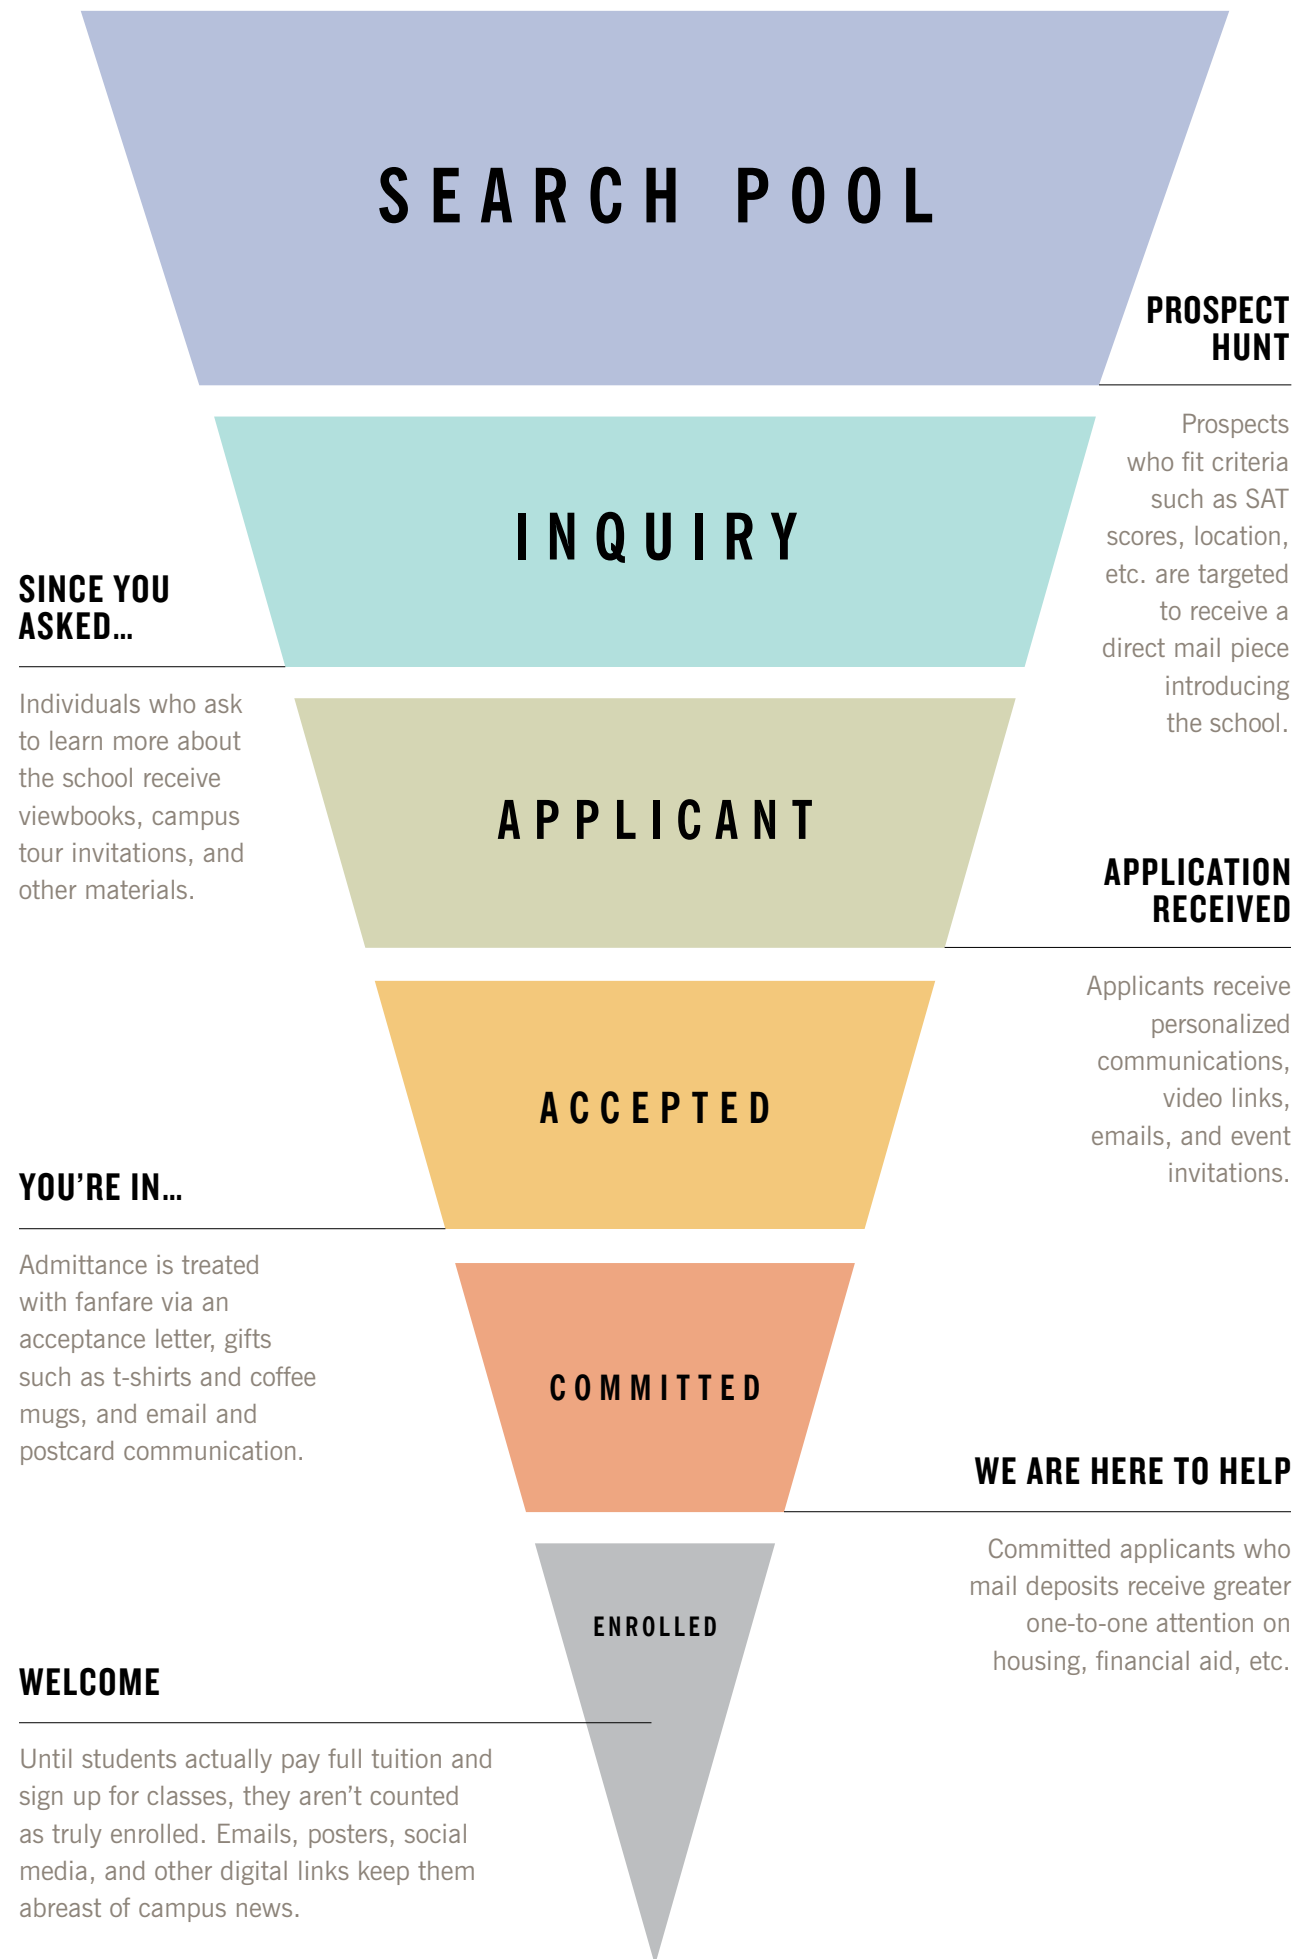 SEARCH POOL
PROSPECT
HUNT
Prospects
who fit criteria
such as SAT
scores, location,
etc. are targeted
to receive a
direct mail piece
introducing
the school.
INQUIRY
SINCE YOU
ASKED…
Individuals who ask
to learn more about
the school receive
viewbooks, campus
tour invitations, and
other materials.
APPLICANT
APPLICATION
RECEIVED
Applicants receive
personalized
communications,
video links,
emails, and event
invitations.
ACCEPTED
YOU’RE IN…
Admittance is treated
with fanfare via an
acceptance letter, gifts
such as t-shirts and coffee
mugs, and email and
postcard communication.
COMMITTED
WE ARE HERE TO HELP
Committed applicants who
mail deposits receive greater
one-to-one attention on
housing, financial aid, etc.
ENROLLED
WELCOME
Until students actually pay full tuition and
sign up for classes, they aren’t counted
as truly enrolled. Emails, posters, social
media, and other digital links keep them
abreast of campus news.